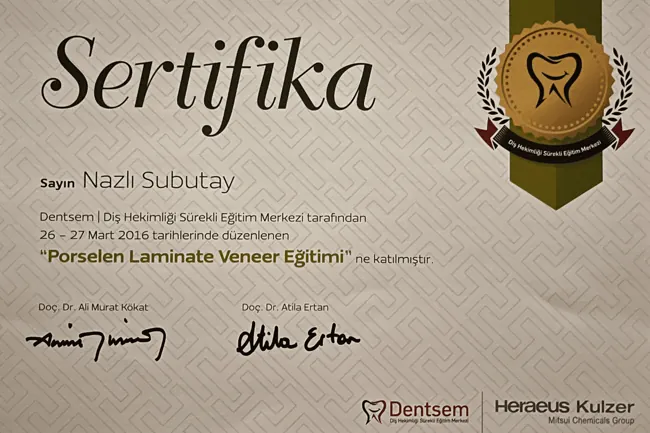 Sertifika
Diş Hekimliği Sürekli Eğitim Merkezi
Sayın Nazlı Subutay
Dentsem | Diş Hekimliği Sürekli Eğitim Merkezi tarafından
26 - 27 Mart 2016 tarihlerinde düzenlenen
“Porselen Laminate Veneer Eğitimi” ne katılmıştır.
Doç. Dr. Ali Murat Kökat
Doç. Dr. Atila Ertan
Atila Ertan
Dentsem
Diş Hekimliği Sürekli Eğitim Merkezi
Heraeus Kulzer
Mitsui Chemicals Group